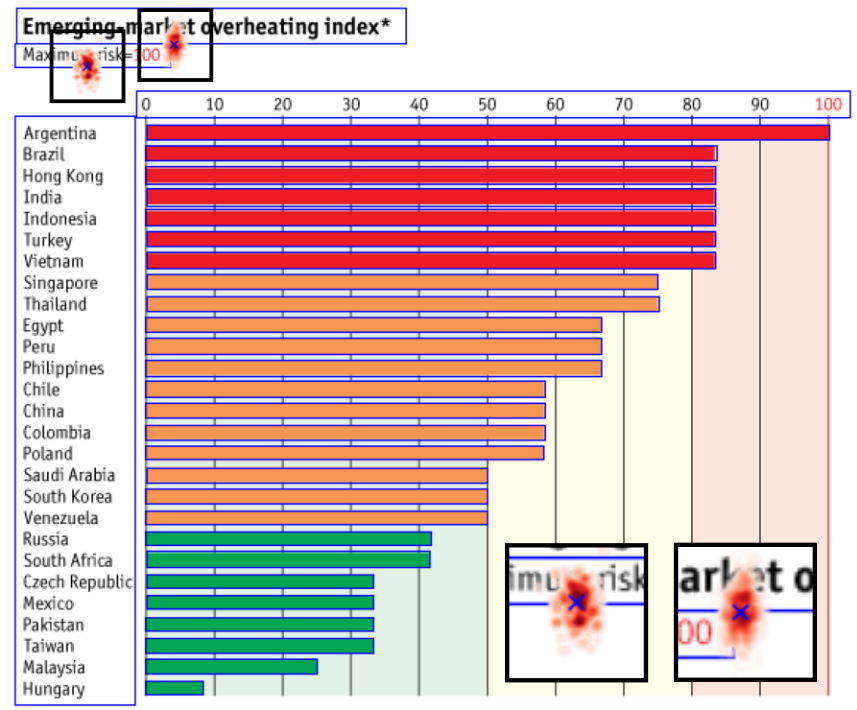 Emerging-market overheating index*
Maximum risk=100
0 10 20 30 40 50 60 70 80 90 100
Argentina
Brazil
Hong Kong
India
Indonesia
Turkey
Vietnam
Singapore
Thailand
Egypt
Peru
Philippines
Chile
China
Colombia
Poland
Saudi Arabia
South Korea
Venezuela
Russia
South Africa
Czech Republic
Mexico
Pakistan
Taiwan
Malaysia
Hungary
imum risk
arket o
00